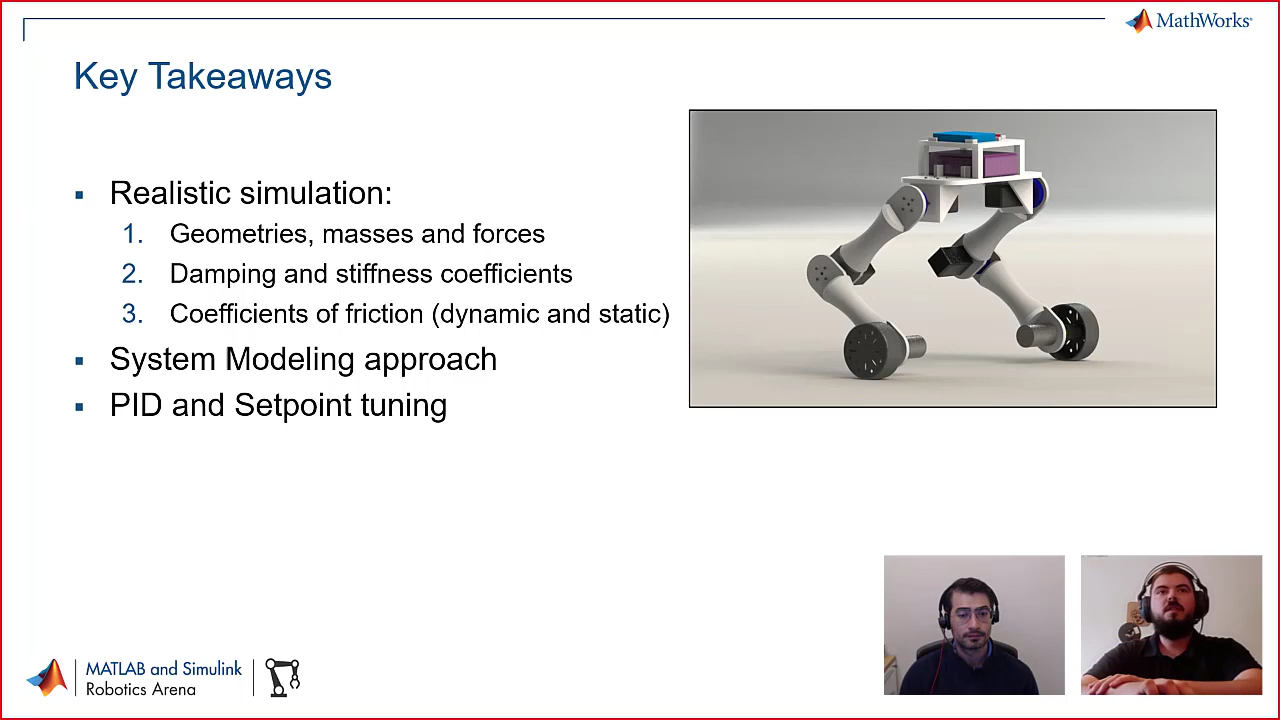 MathWorks®
Key Takeaways
▪ Realistic simulation:
1. Geometries, masses and forces
2. Damping and stiffness coefficients
3. Coefficients of friction (dynamic and static)
▪ System Modeling approach
▪ PID and Setpoint tuning
MATLAB and Simulink
Robotics Arena